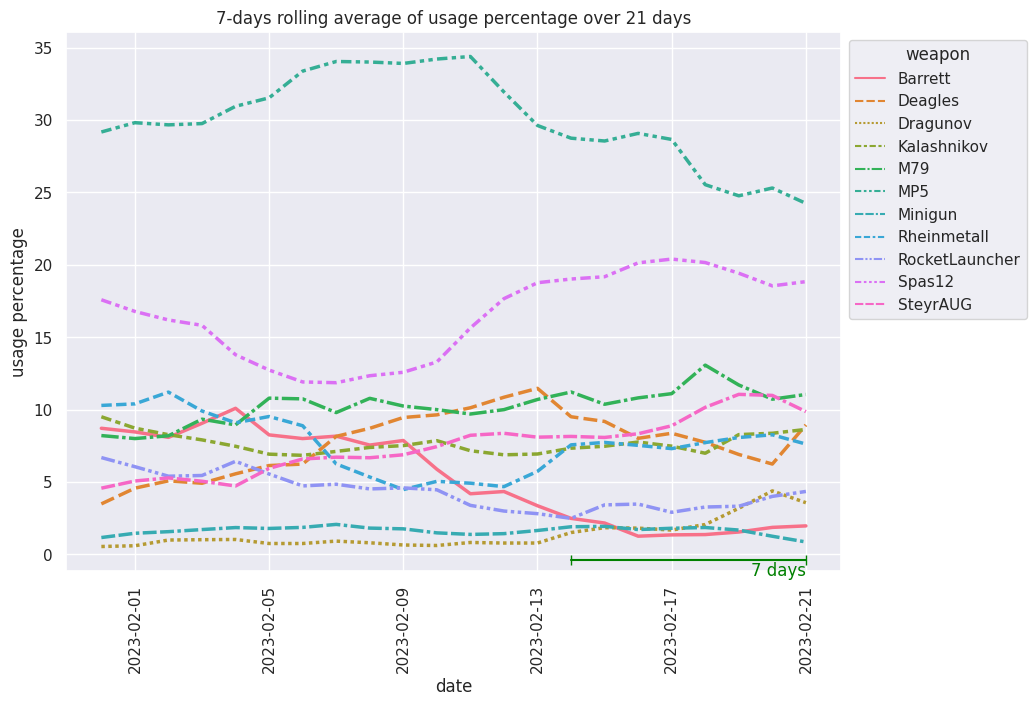 7-days rolling average of usage percentage over 21 days
35
30
25
20
15
10
5
0
usage percentage
2023-02-01
2023-02-05
2023-02-09
2023-02-13
2023-02-17
2023-02-21
date
7 days
weapon
Barrett
Deagles
Dragunov
Kalashnikov
M79
MP5
Minigun
Rheinmetall
RocketLauncher
Spas12
SteyrAUG